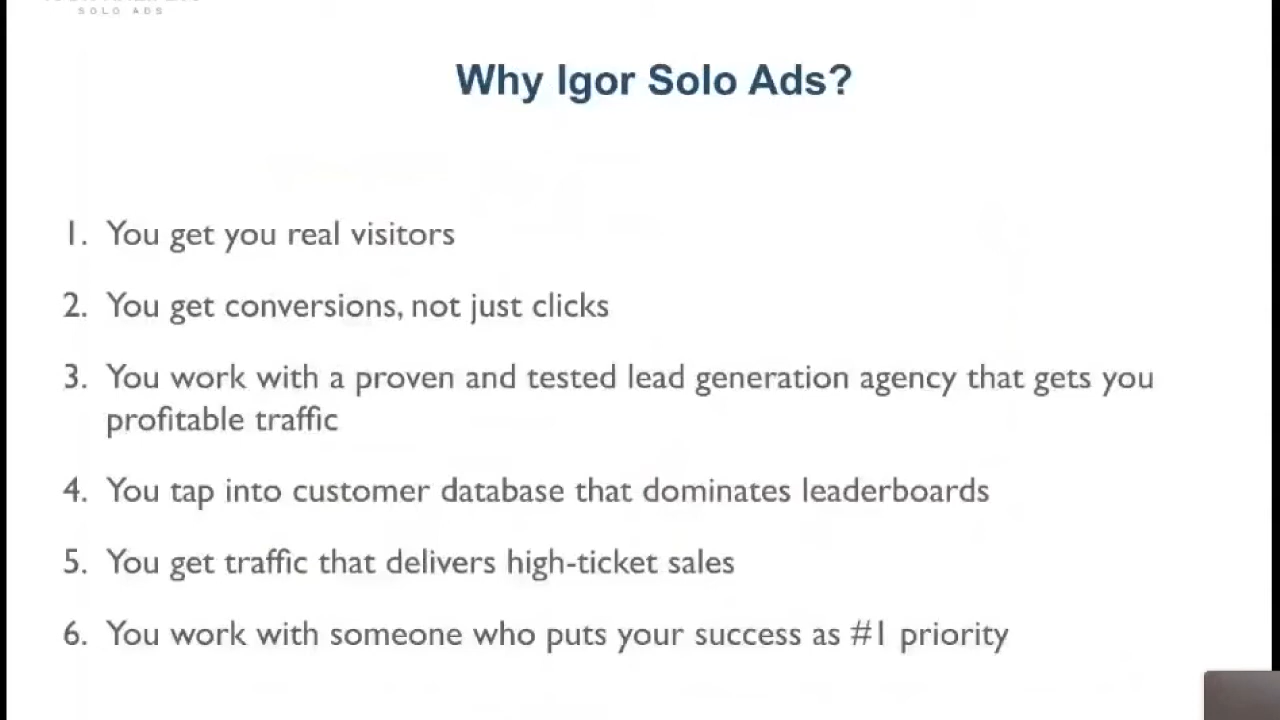 SOLO ADS
Why Igor Solo Ads?
1. You get you real visitors
2. You get conversions, not just clicks
3. You work with a proven and tested lead generation agency that gets you
profitable traffic
4. You tap into customer database that dominates leaderboards
5. You get traffic that delivers high-ticket sales
6. You work with someone who puts your success as #1 priority